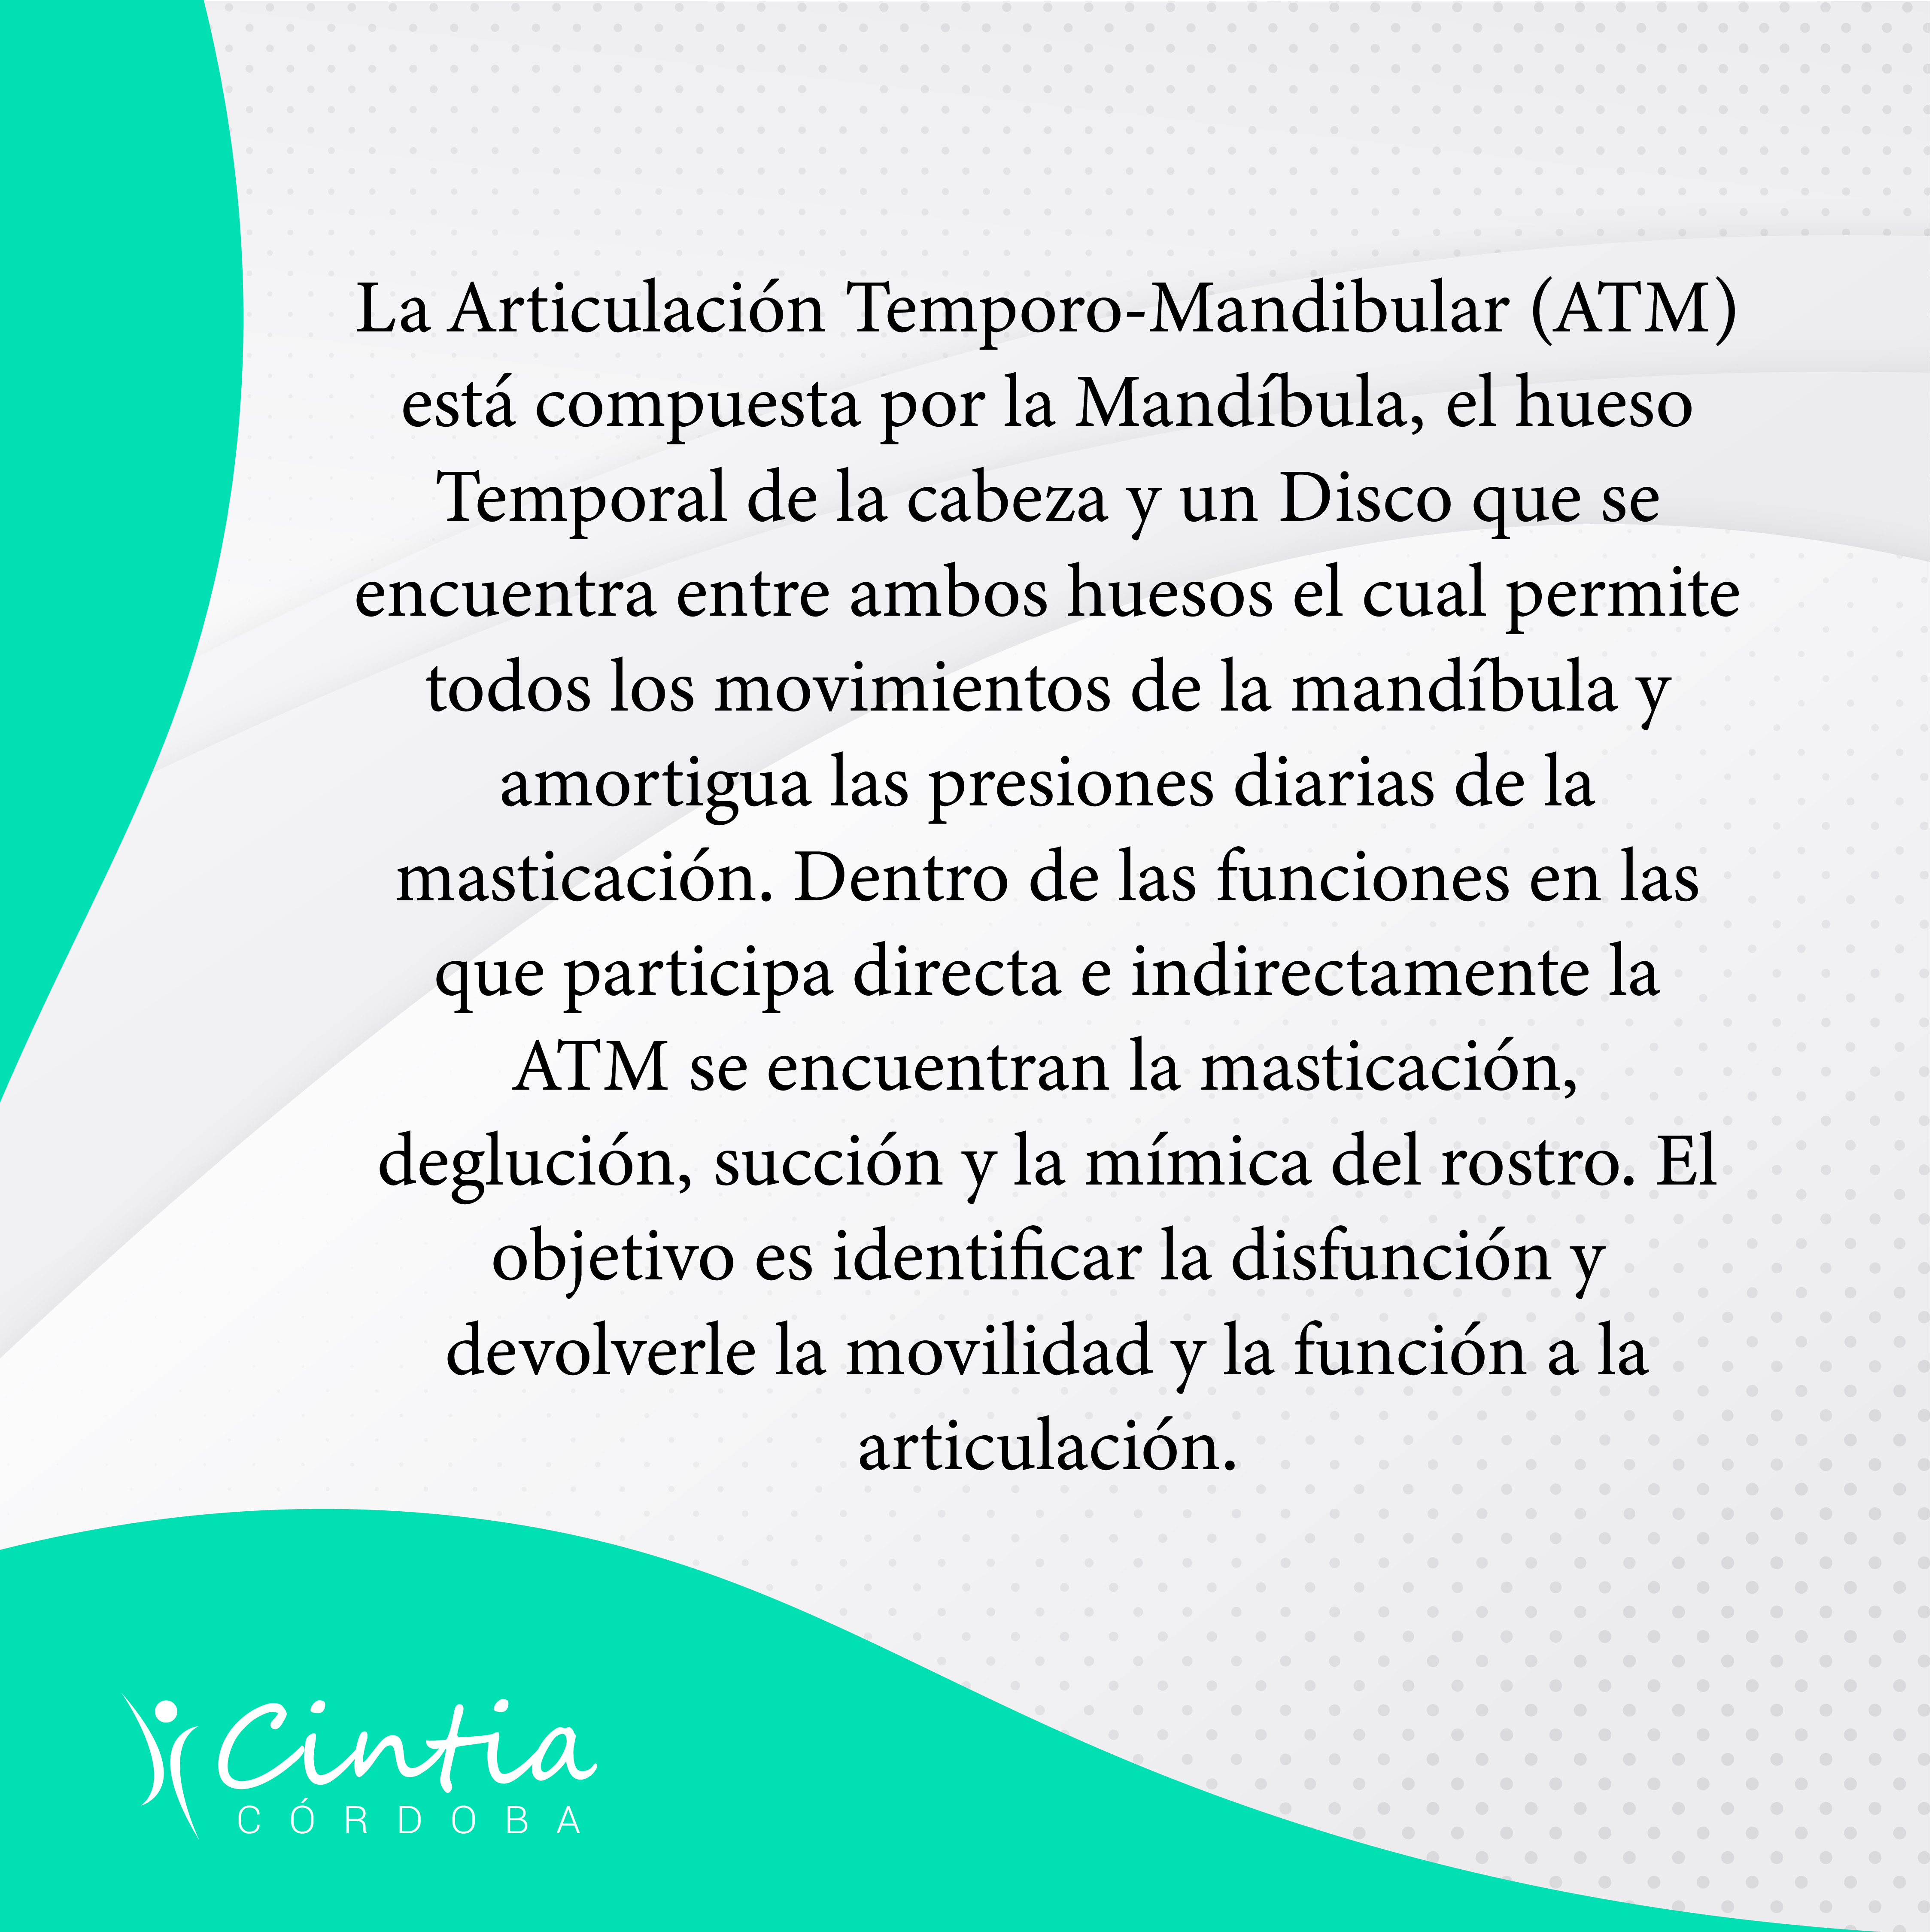 La Articulación Temporo-Mandibular (ATM)
está compuesta por la Mandíbula, el hueso
Temporal de la cabeza y un Disco que se
encuentra entre ambos huesos el cual permite
todos los movimientos de la mandíbula y
amortigua las presiones diarias de la
masticación. Dentro de las funciones en las
que participa directa e indirectamente la
ATM se encuentran la masticación,
deglución, succión y la mímica del rostro. El
objetivo es identificar la disfunción y
devolverle la movilidad y la función a la
articulación.
Cintia
CÓRDOBA